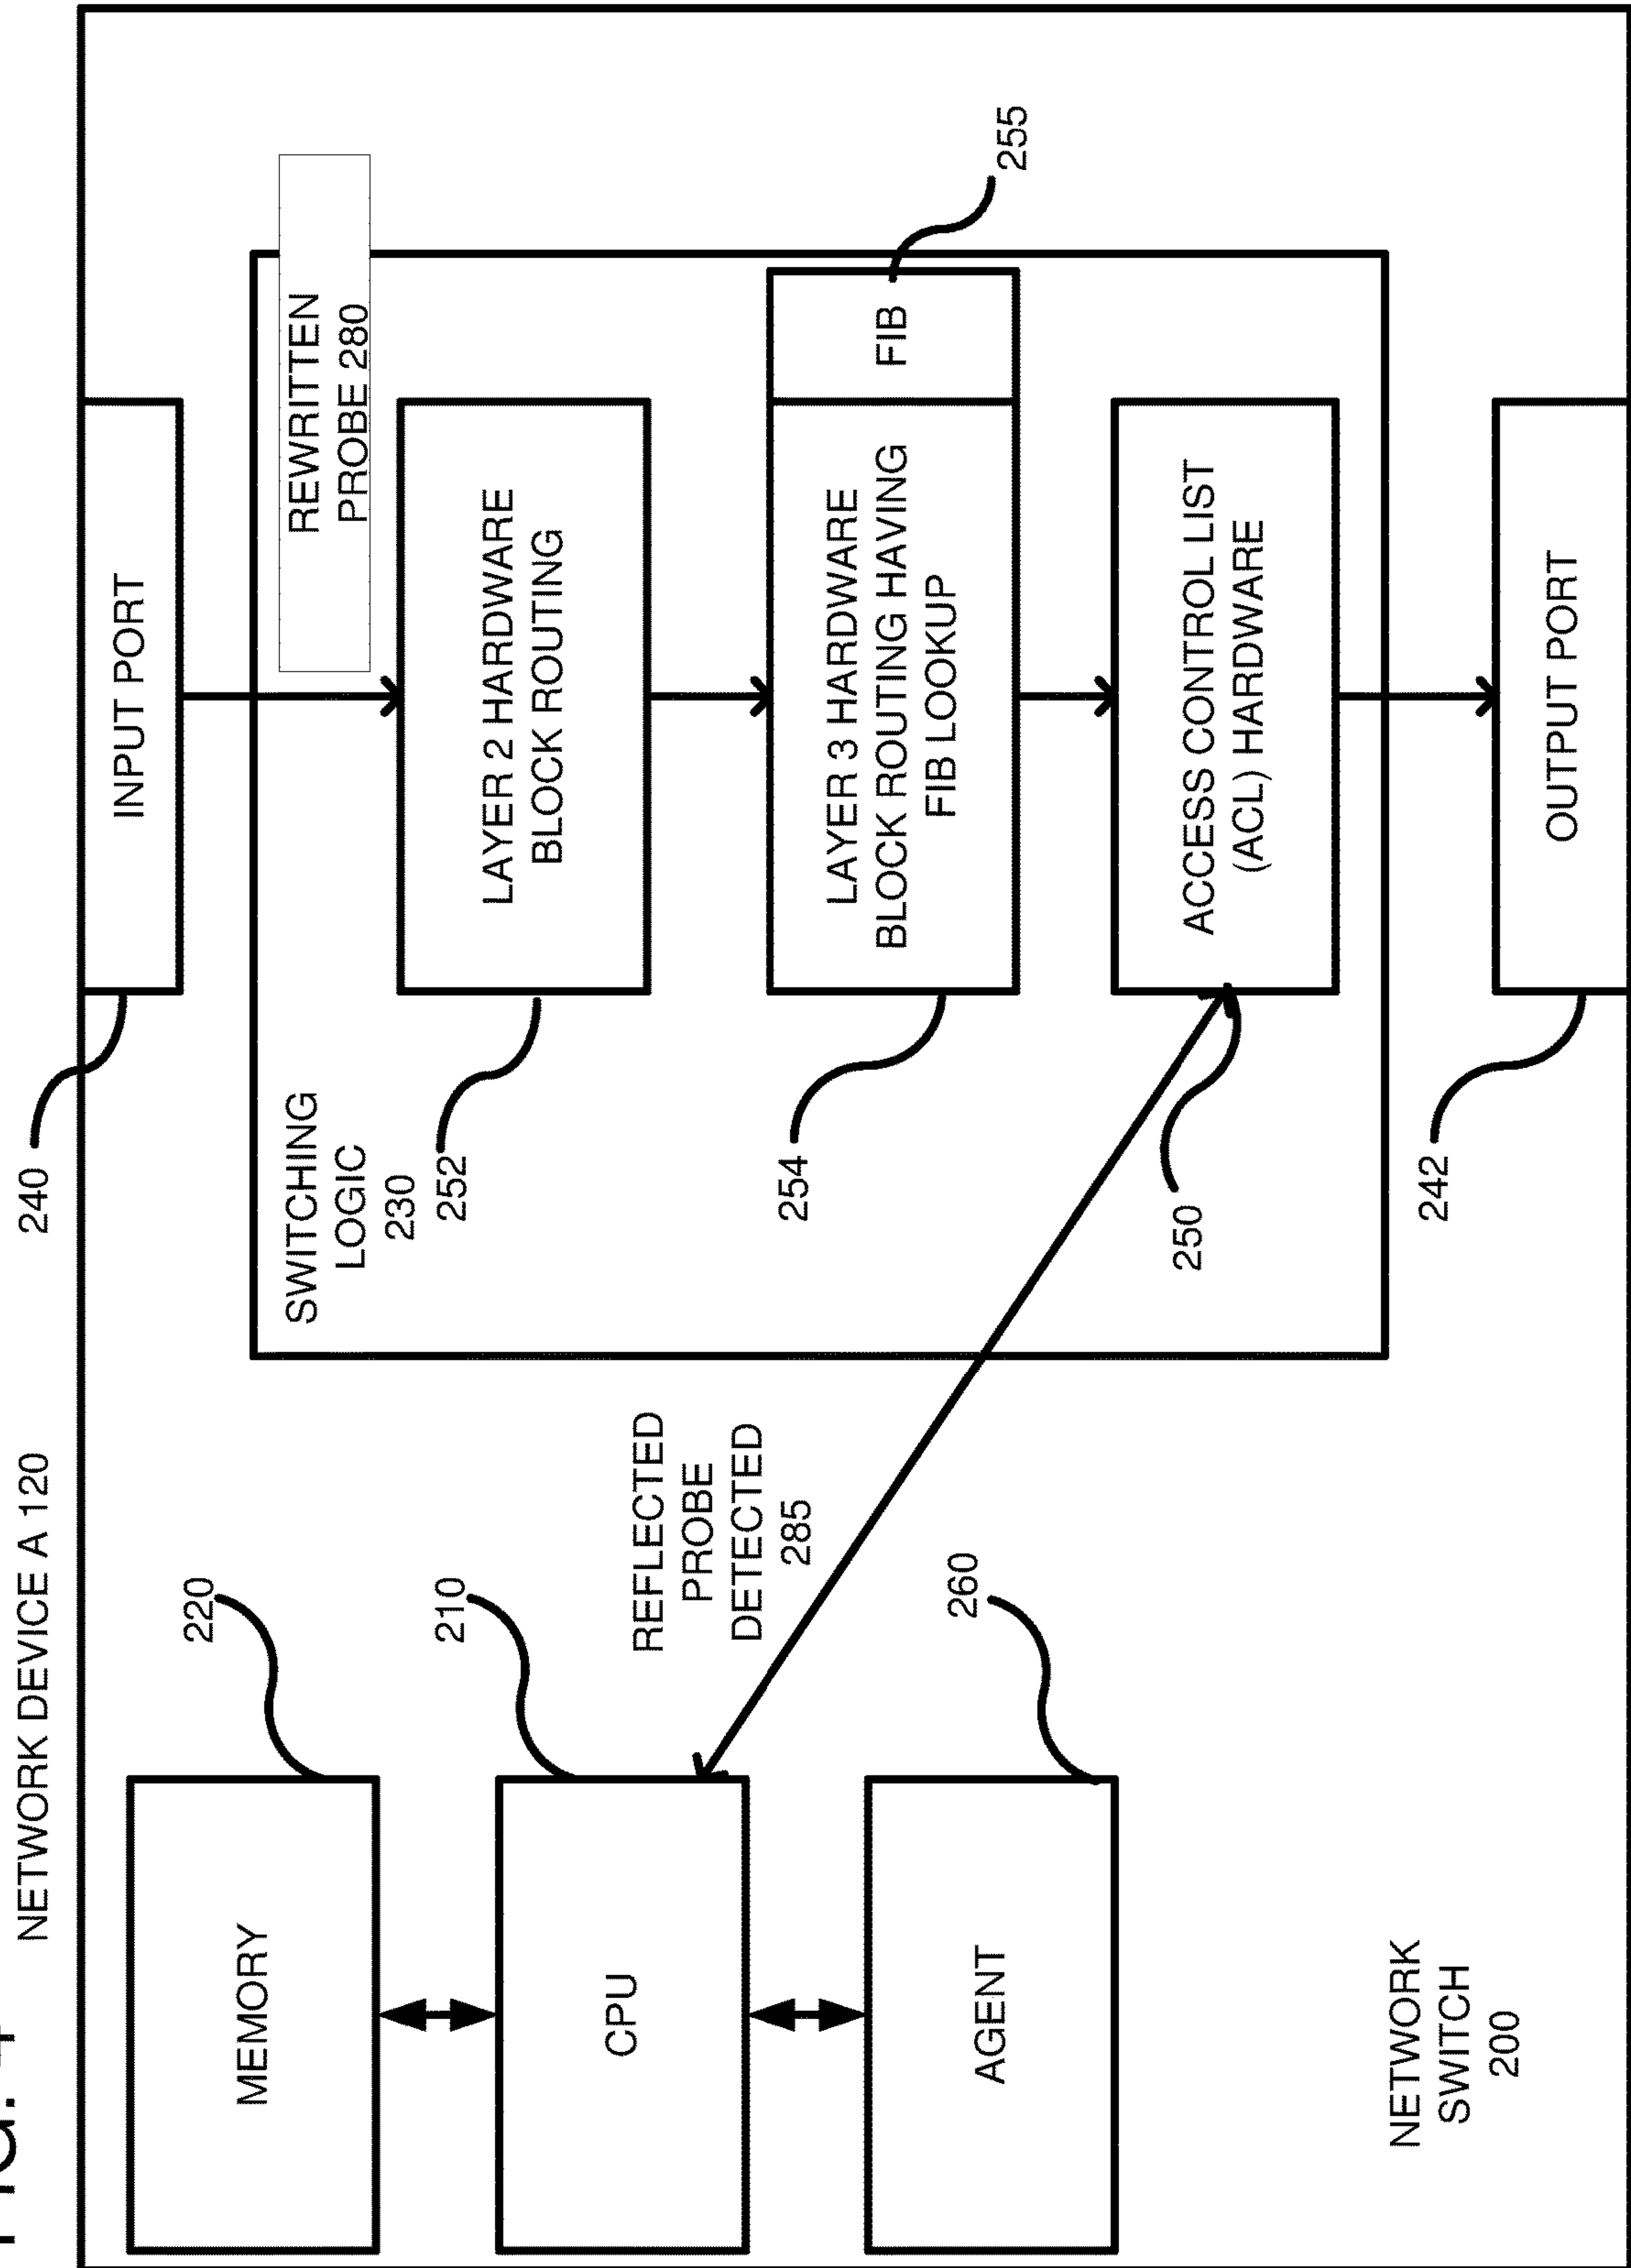 NETWORK DEVICE A 120
240
INPUT PORT
220
MEMORY
SWITCHING
LOGIC
230
REWRITTEN
PROBE 280
252
LAYER 2 HARDWARE
BLOCK ROUTING
210
CPU
REFLECTED
PROBE
DETECTED
285
254
LAYER 3 HARDWARE
BLOCK ROUTING HAVING
FIB LOOKUP
FIB
255
260
AGENT
250
ACCESS CONTROL LIST
(ACL) HARDWARE
NETWORK
SWITCH
200
242
OUTPUT PORT